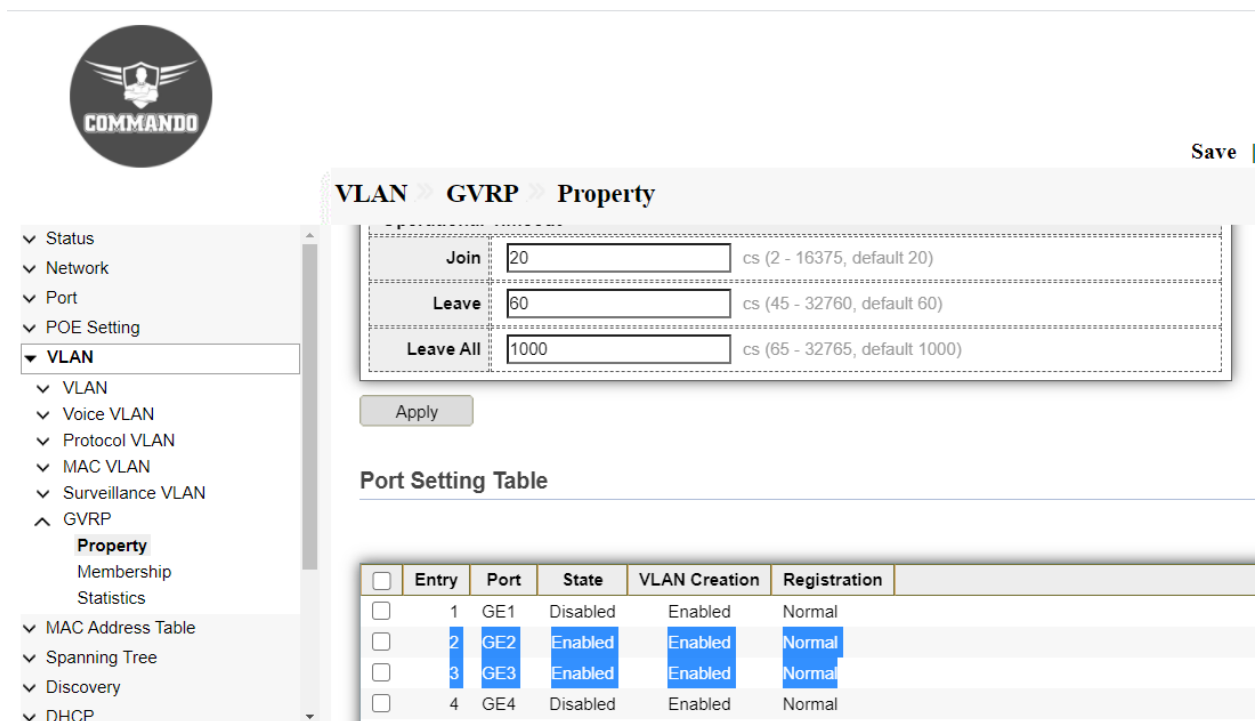 COMMANDO
Save
VLAN » GVRP » Property
Status
Network
Port
POE Setting
VLAN
VLAN
Voice VLAN
Protocol VLAN
MAC VLAN
Surveillance VLAN
GVRP
Property
Membership
Statistics
MAC Address Table
Spanning Tree
Discovery
DHCP
Operational Timeout
Join 20 cs (2 - 16375, default 20)
Leave 60 cs (45 - 32760, default 60)
Leave All 1000 cs (65 - 32765, default 1000)
Apply
Port Setting Table
Entry Port State VLAN Creation Registration
1 GE1 Disabled Enabled Normal
2 GE2 Enabled Enabled Normal
3 GE3 Enabled Enabled Normal
4 GE4 Disabled Enabled Normal